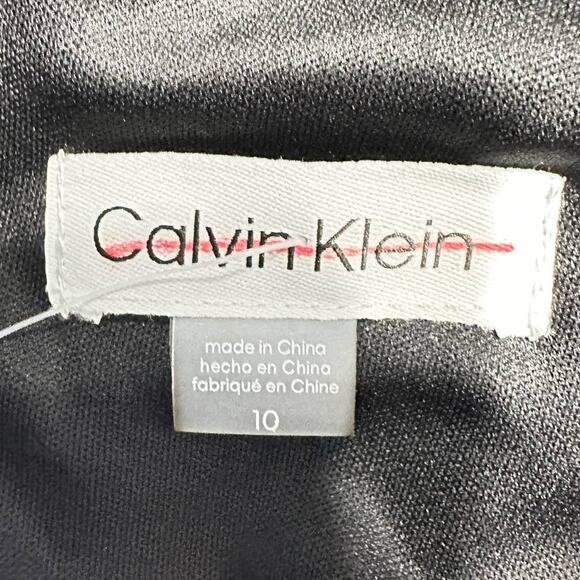 Calvin Klein
made in China
hecho en China
fabriqué en Chine
10